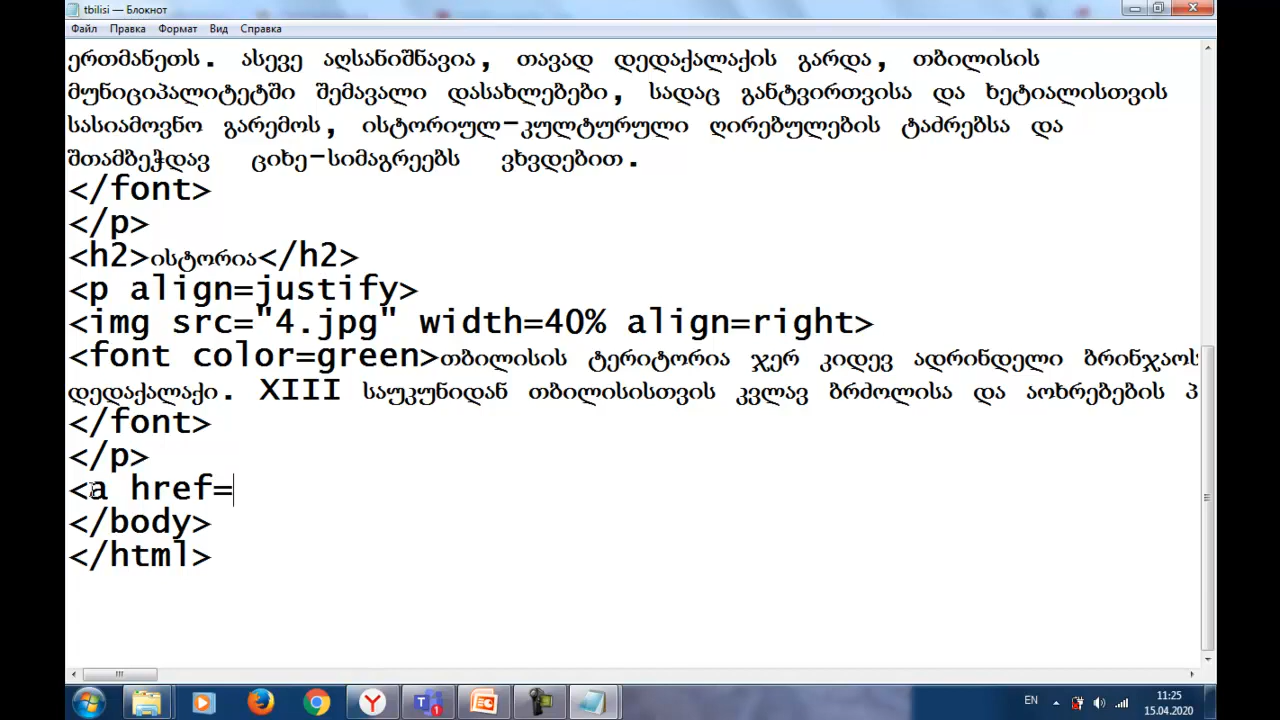 tbilisi — Блокнот
Файл Правка Формат Вид Справка
ერთმანეთს. ასევე აღსანიშნავია, თავად დედაქალაქის გარდა, თბილისის
მუნიციპალიტეტში შემავალი დასახლებები, სადაც განტვირთვისა და ხეტიალისთვის
სასიამოვნო გარემოს, ისტორიულ-კულტურული ღირებულების ტაძრებსა და
შთამბეჭდავ ციხე-სიმაგრეებს ვხვდებით.
</font>
</p>
<h2>ისტორია</h2>
<p align=justify>
<img src="4.jpg" width=40% align=right>
<font color=green>თბილისის ტერიტორია ჯერ კიდევ ადრინდელი
დედაქალაქი. XIII საუკუნიდან თბილისისთვის კვლავ ბრძოლისა და აოხრებების
</font>
</p>
<a href=
</body>
</html>
EN
11:25
15.04.2020